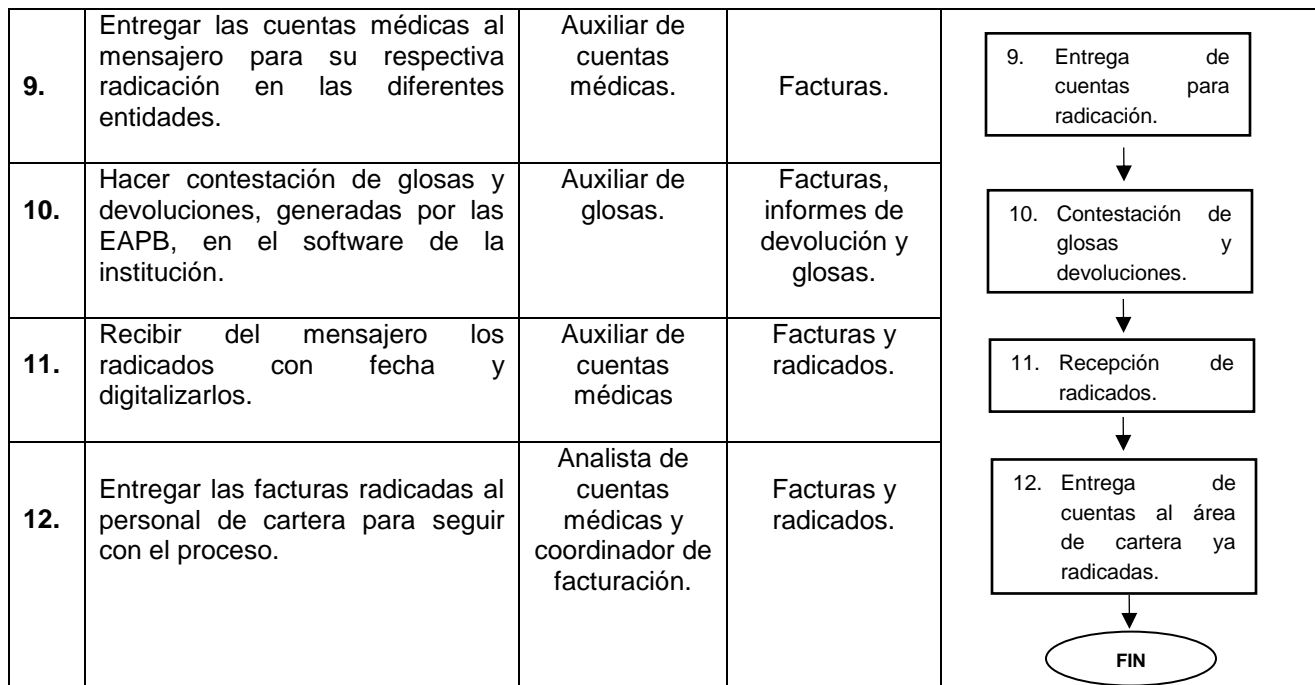 9.
Entregar las cuentas médicas al
mensajero para su respectiva
radicación en las diferentes
entidades.
Auxiliar de
cuentas
médicas.
Facturas.
9. Entrega de
cuentas para
radicación.
10.
Hacer contestación de glosas y
devoluciones, generadas por las
EAPB, en el software de la
institución.
Auxiliar de
glosas.
Facturas,
informes de
devolución y
glosas.
10. Contestación de
glosas y
devoluciones.
11.
Recibir del mensajero los
radicados con fecha y
digitalizarlos.
Auxiliar de
cuentas
médicas
Facturas y
radicados.
11. Recepción de
radicados.
12.
Entregar las facturas radicadas al
personal de cartera para seguir
con el proceso.
Analista de
cuentas
médicas y
coordinador de
facturación.
Facturas y
radicados.
12. Entrega de
cuentas al área
de cartera ya
radicadas.
FIN